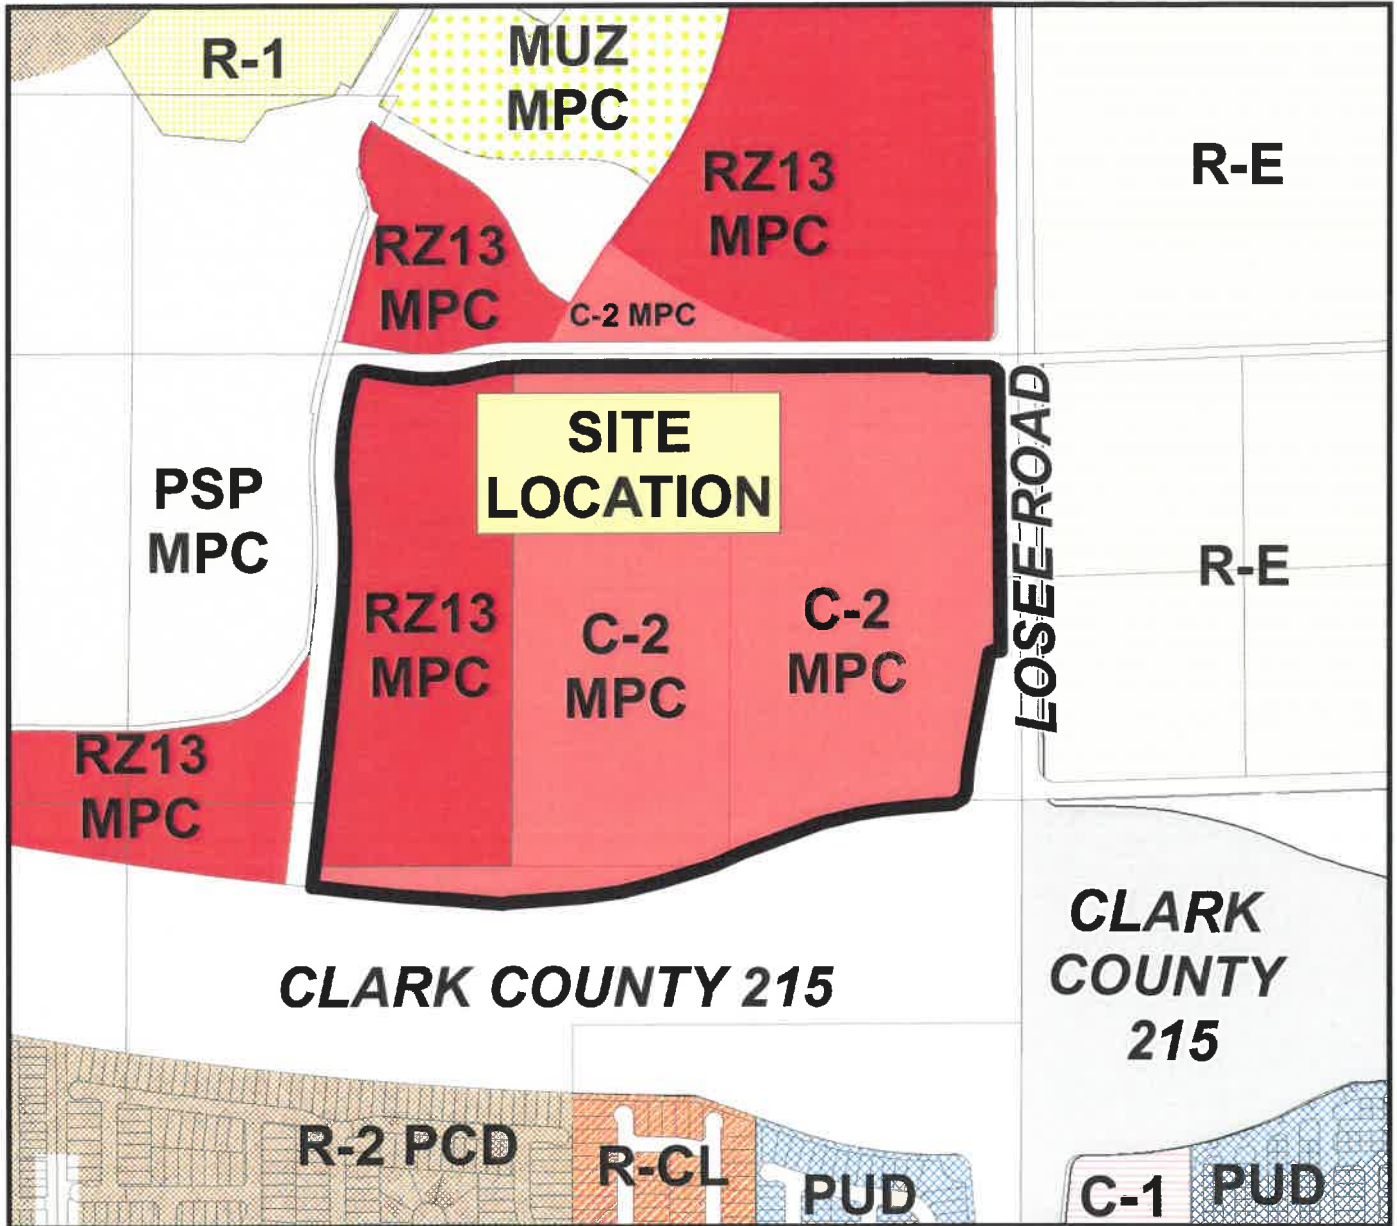 R-1
MUZ
MPC
RZ13
MPC
R-E
RZ13
MPC
C-2 MPC
SITE
LOCATION
LOSEE ROAD
PSP
MPC
R-E
RZ13
MPC
C-2
MPC
C-2
MPC
RZ13
MPC
CLARK COUNTY 215
CLARK
COUNTY
215
R-2 PCD
R-CL
PUD
C-1
PUD